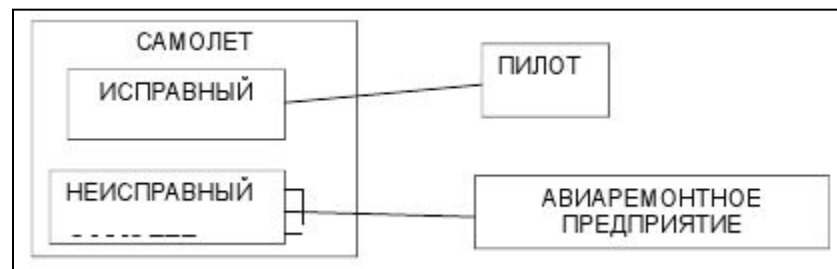 САМОЛЕТ
ИСПРАВНЫЙ
ПИЛОТ
НЕИСПРАВНЫЙ
АВИАРЕМОНТНОЕ
ПРЕДПРИЯТИЕ